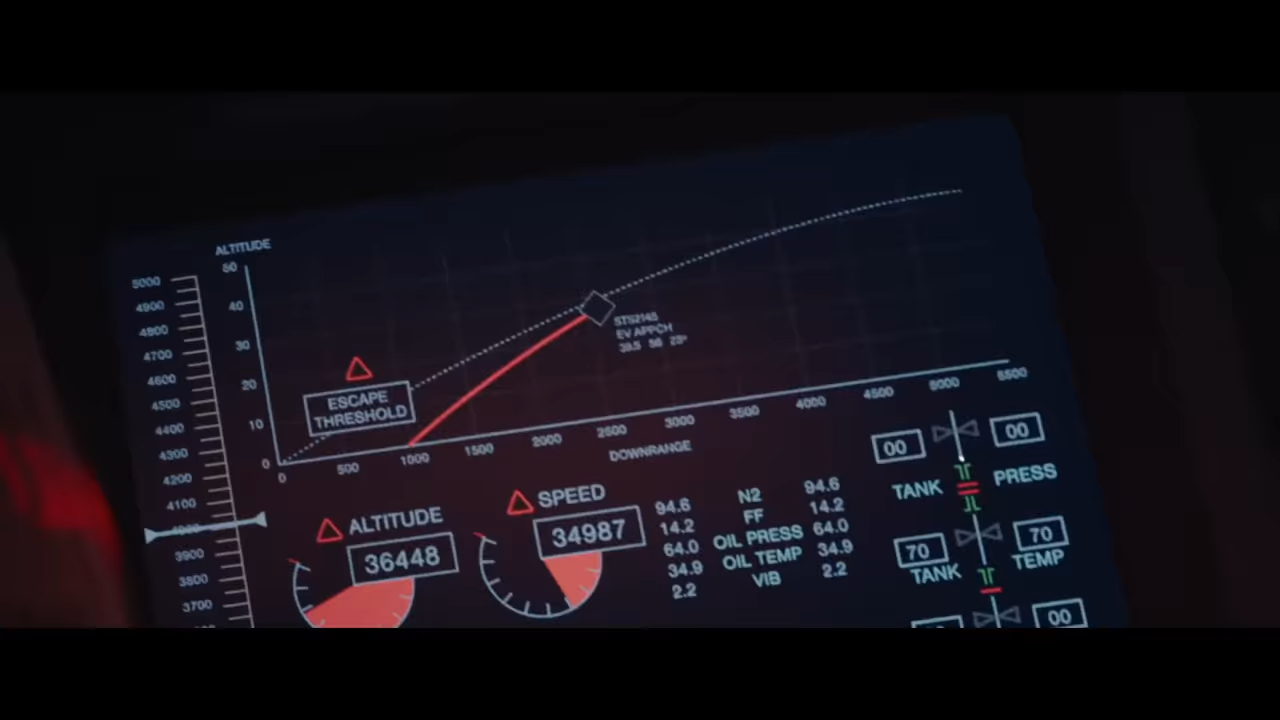 ALTITUDE
5000
4900
4800
4700
4600
4500
4400
4300
4200
4100
3900
3800
3700
50
40
30
20
10
0
ESCAPE
THRESHOLD
EV APPCH
0 500 1000 1500 2000 2500 3000 3500 4000 4500 5000 5500
DOWNRANGE
ALTITUDE
36448
SPEED
34987
94.6 N2 94.6
14.2 FF 14.2
64.0 OIL PRESS 64.0
34.9 OIL TEMP 34.9
2.2 VIB 2.2
00 00
TANK PRESS
70 70
TANK TEMP
00